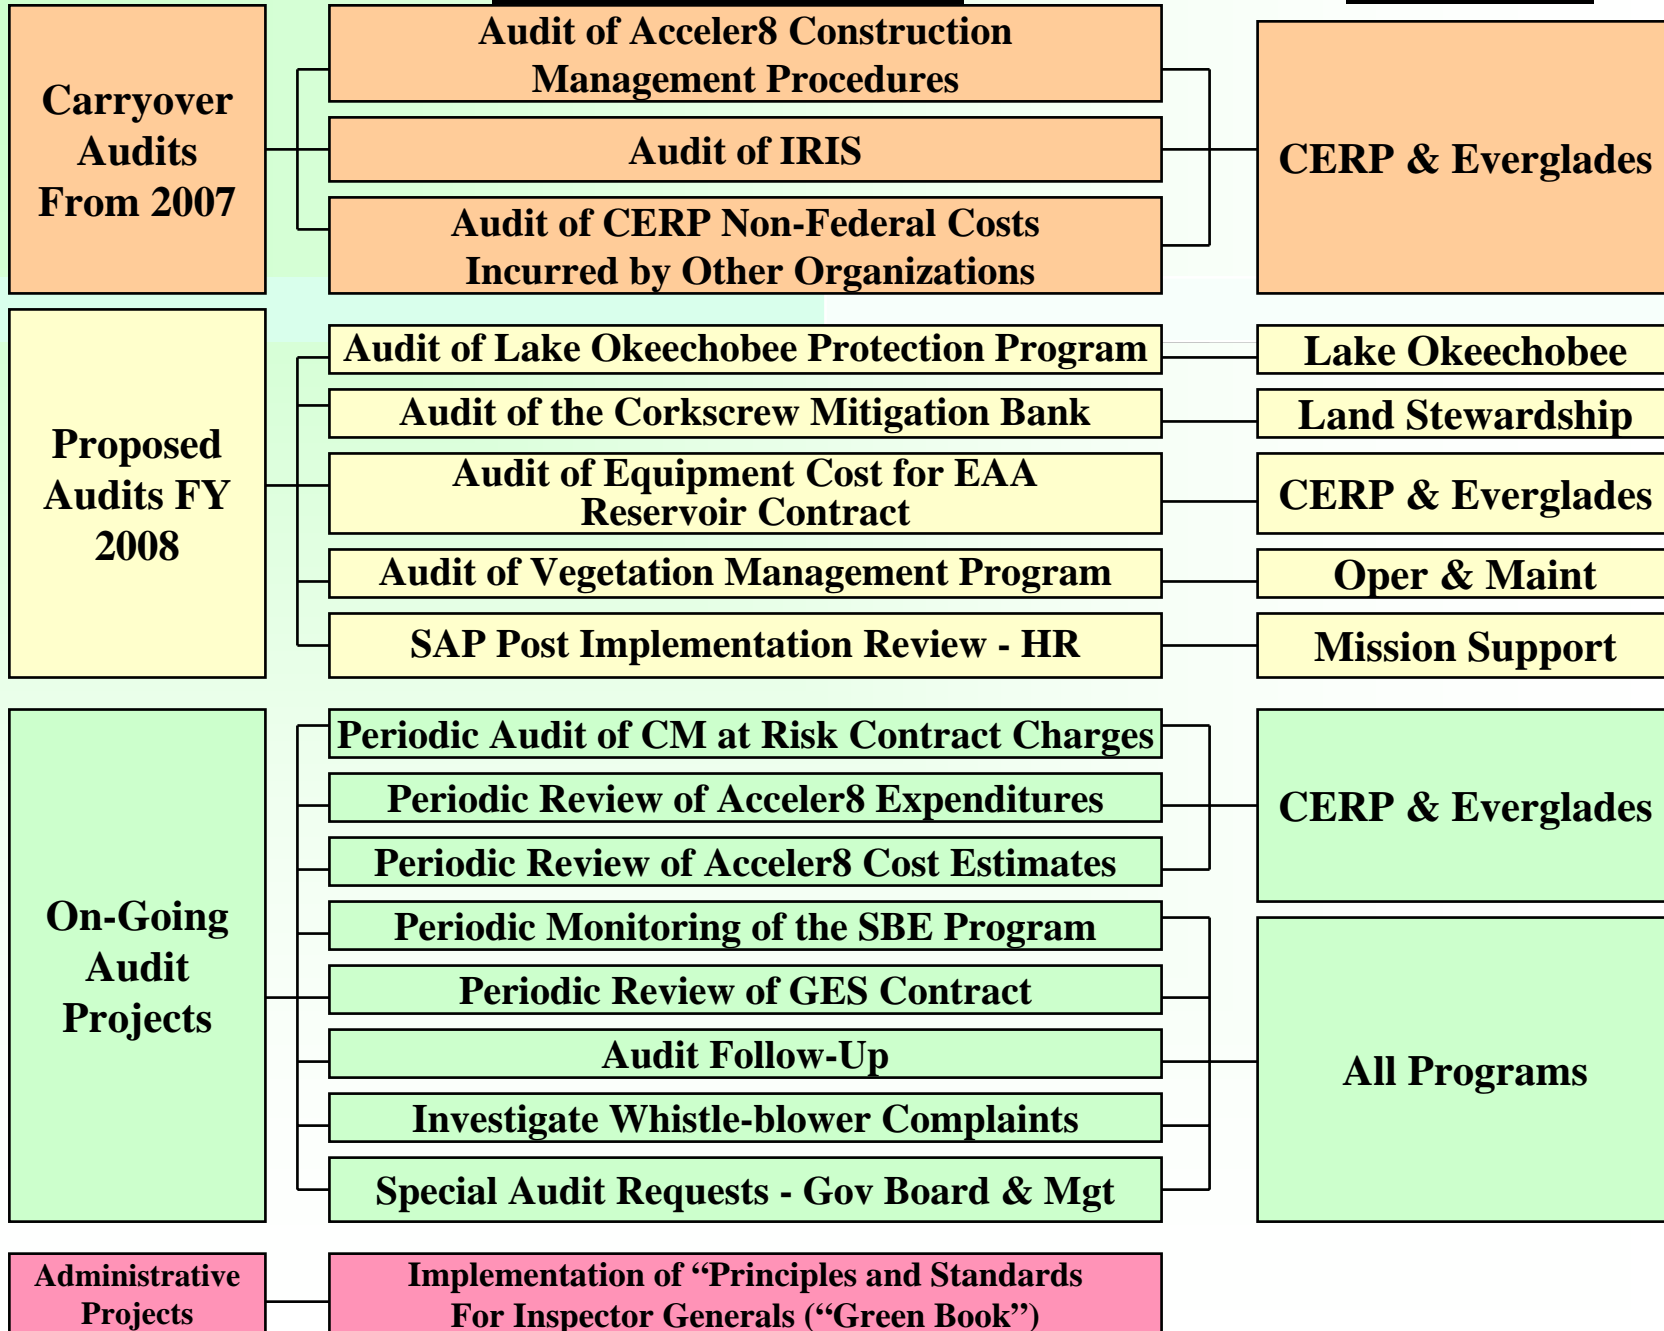 Carryover
Audits
From 2007
Audit of Acceler8 Construction
Management Procedures
Audit of IRIS
Audit of CERP Non-Federal Costs
Incurred by Other Organizations
CERP & Everglades
Proposed
Audits FY
2008
Audit of Lake Okeechobee Protection Program
Lake Okeechobee
Audit of the Corkscrew Mitigation Bank
Land Stewardship
Audit of Equipment Cost for EAA
Reservoir Contract
CERP & Everglades
Audit of Vegetation Management Program
Oper & Maint
SAP Post Implementation Review - HR
Mission Support
On-Going
Audit
Projects
Periodic Audit of CM at Risk Contract Charges
Periodic Review of Acceler8 Expenditures
Periodic Review of Acceler8 Cost Estimates
CERP & Everglades
Periodic Monitoring of the SBE Program
Periodic Review of GES Contract
Audit Follow-Up
Investigate Whistle-blower Complaints
Special Audit Requests - Gov Board & Mgt
All Programs
Administrative
Projects
Implementation of “Principles and Standards
For Inspector Generals (“Green Book”)